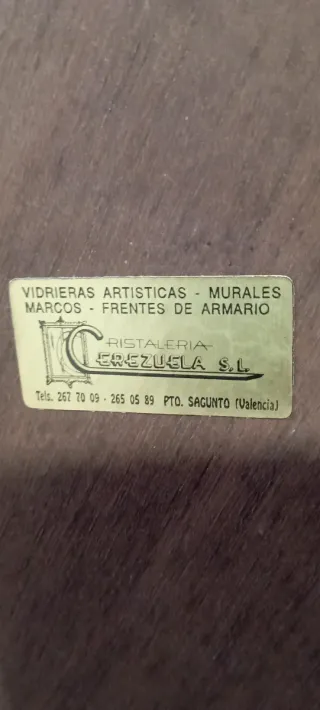 VIDRIERAS ARTISTICAS - MURALES
MARCOS - FRENTES DE ARMARIO
CRISTALERIA
CEREZUELA S.L.
Tels. 267 70 09 - 265 05 89 PTO. SAGUNTO (Valencia)